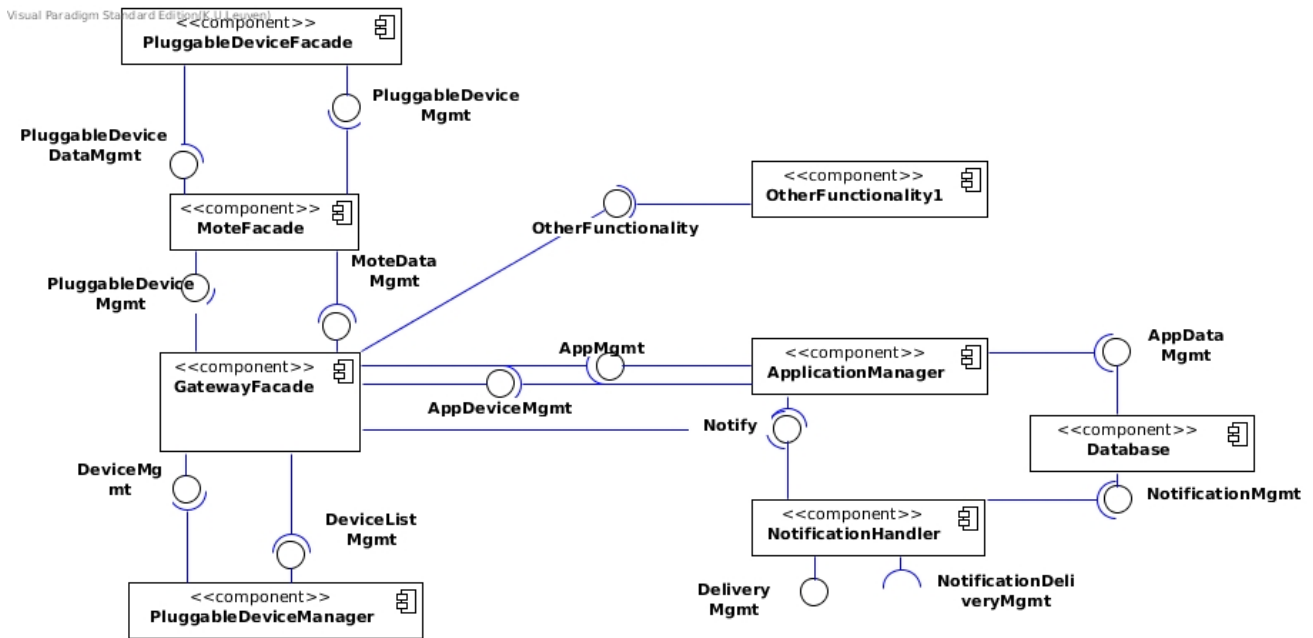 Visual Paradigm Standard Edition(K.U.Leuven)
<<component>>
PluggableDeviceFacade
PluggableDevice
Mgmt
PluggableDevice
DataMgmt
<<component>>
OtherFunctionality1
<<component>>
MoteFacade
OtherFunctionality
MoteData
Mgmt
PluggableDevice
Mgmt
AppMgmt
<<component>>
GatewayFacade
<<component>>
ApplicationManager
AppData
Mgmt
AppDeviceMgmt
Notify
<<component>>
Database
DeviceMg
mt
NotificationMgmt
DeviceList
Mgmt
<<component>>
NotificationHandler
Delivery
Mgmt
NotificationDeli
veryMgmt
<<component>>
PluggableDeviceManager